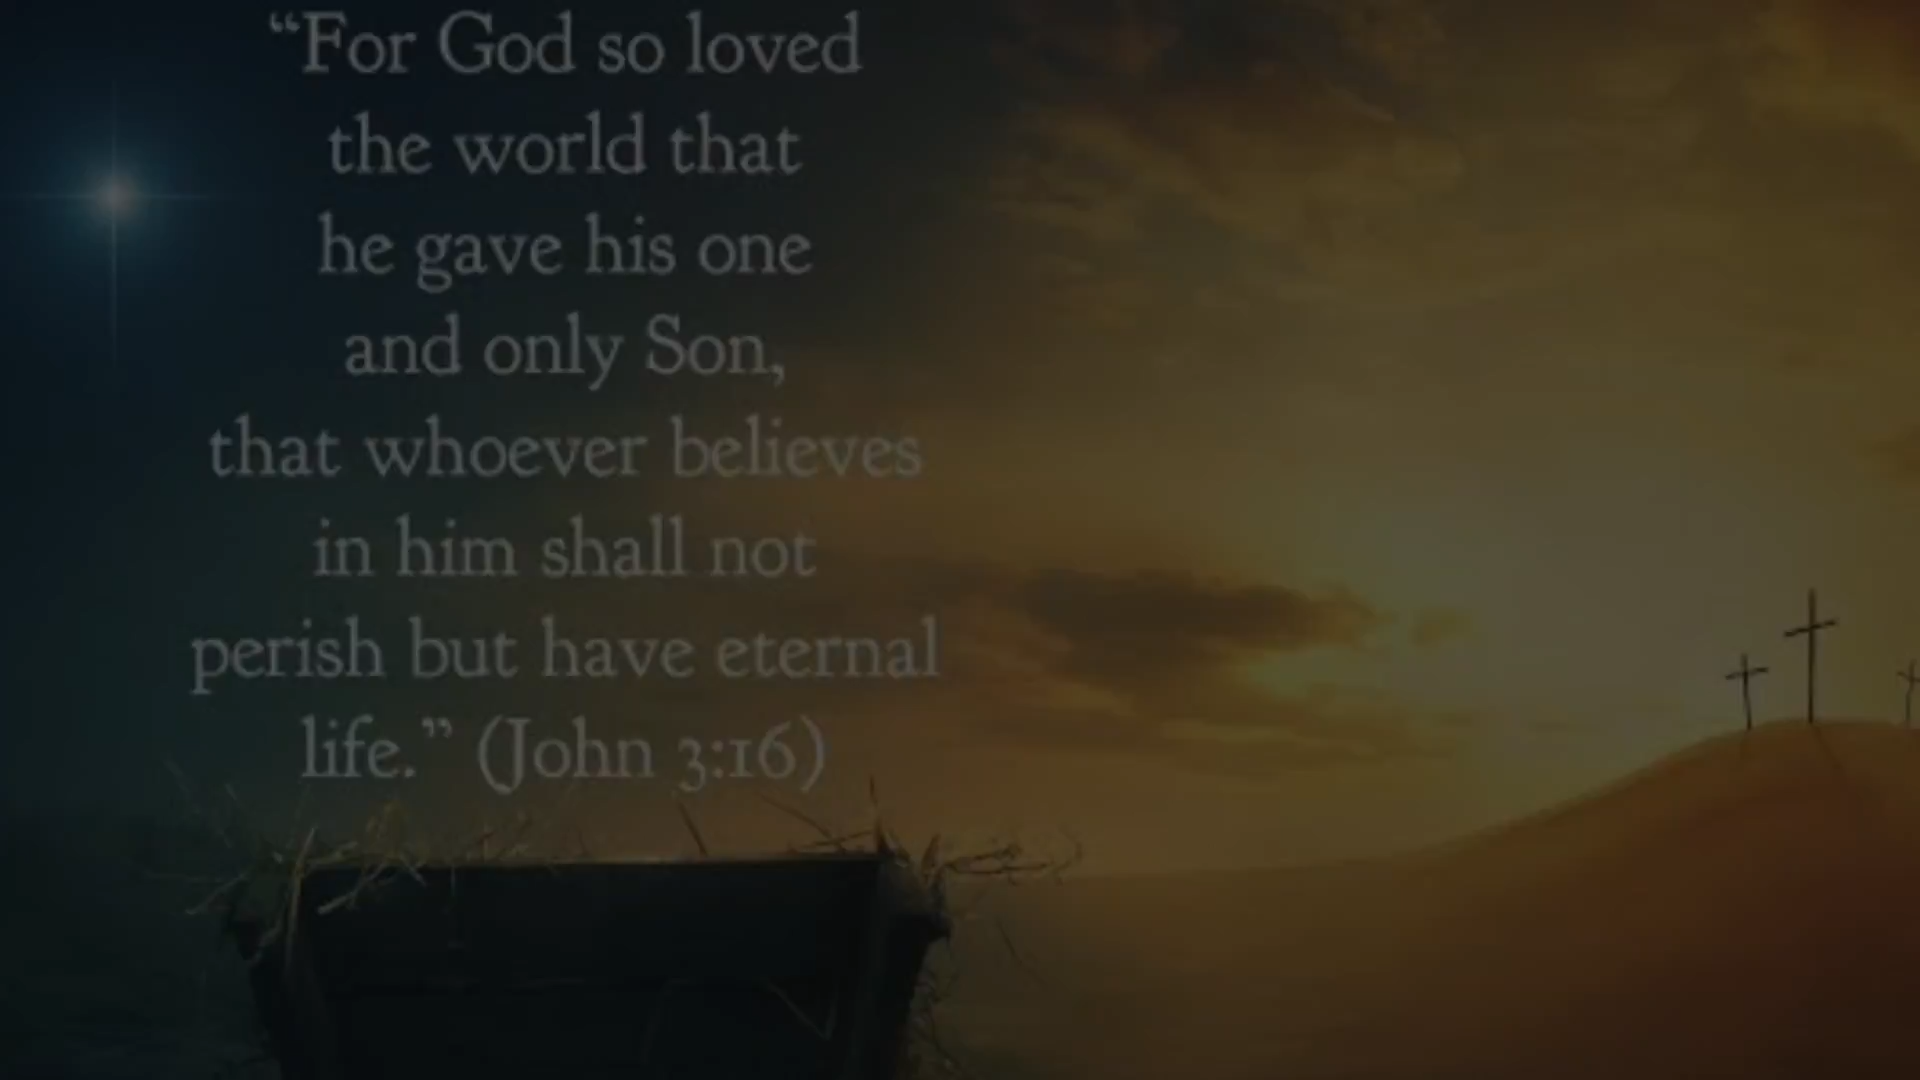 “For God so loved
the world that
he gave his one
and only Son,
that whoever believes
in him shall not
perish but have eternal
life.” (John 3:16)